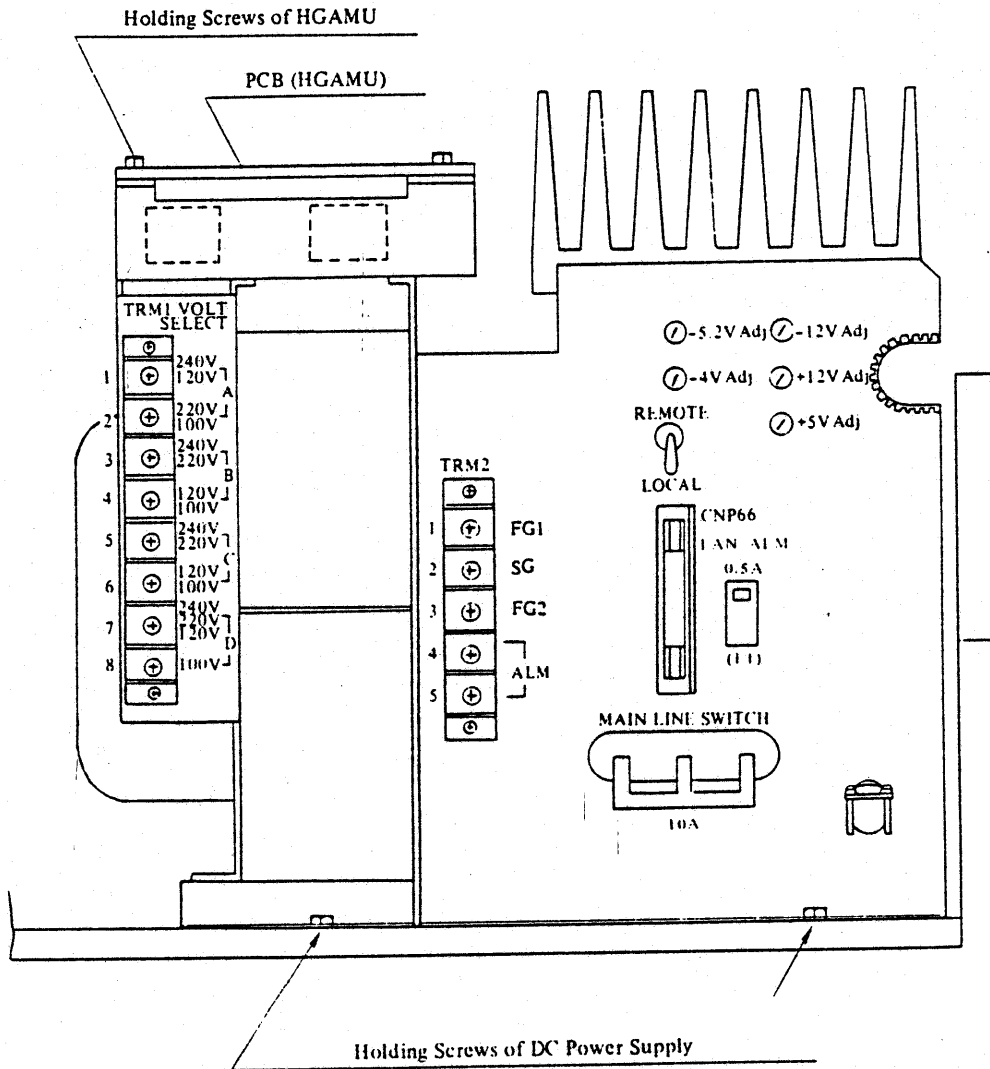 Holding Screws of HGAMU
PCB (HGAMU)
TRM1 VOLT
SELECT
240V
1 120V
A
220V
2 100V
240V
3 220V
B
4 120V
100V
240V
5 220V
C
120V
6 100V
240V
220V
7 120V
D
8 100V
TRM2
1 FG1
2 SG
3 FG2
4
ALM
5
-5.2V Adj -12V Adj
-4V Adj +12V Adj
+5V Adj
REMOTE
LOCAL
CNP66
ALM
0.5A
MAIN LINE SWITCH
10A
Holding Screws of DC Power Supply